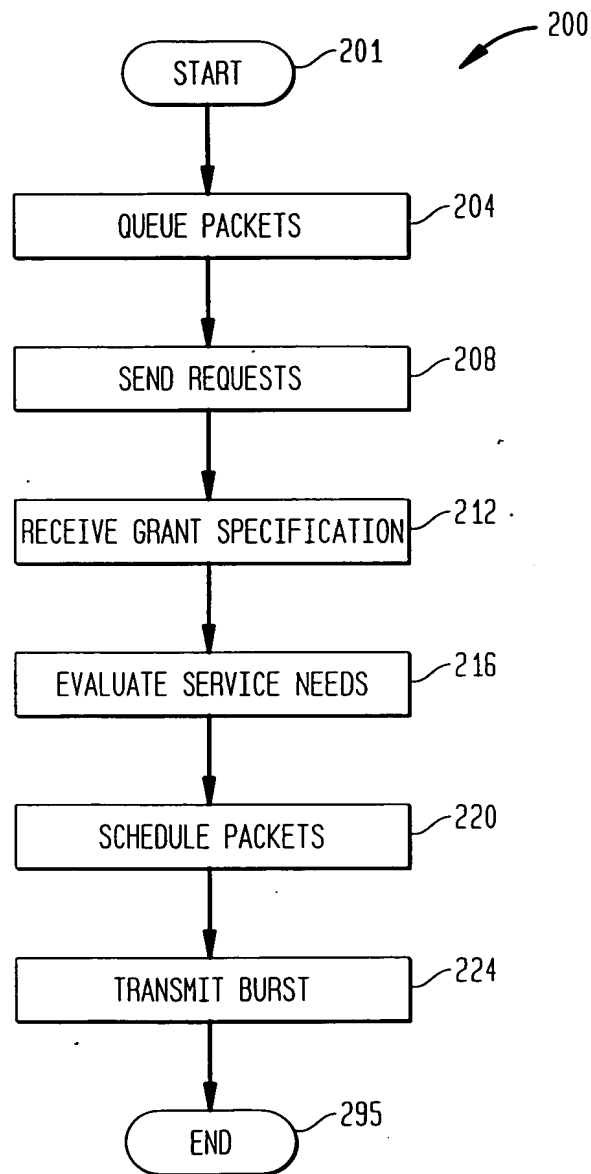 200
START
201
QUEUE PACKETS
204
SEND REQUESTS
208
RECEIVE GRANT SPECIFICATION
212
EVALUATE SERVICE NEEDS
216
SCHEDULE PACKETS
220
TRANSMIT BURST
224
END
295